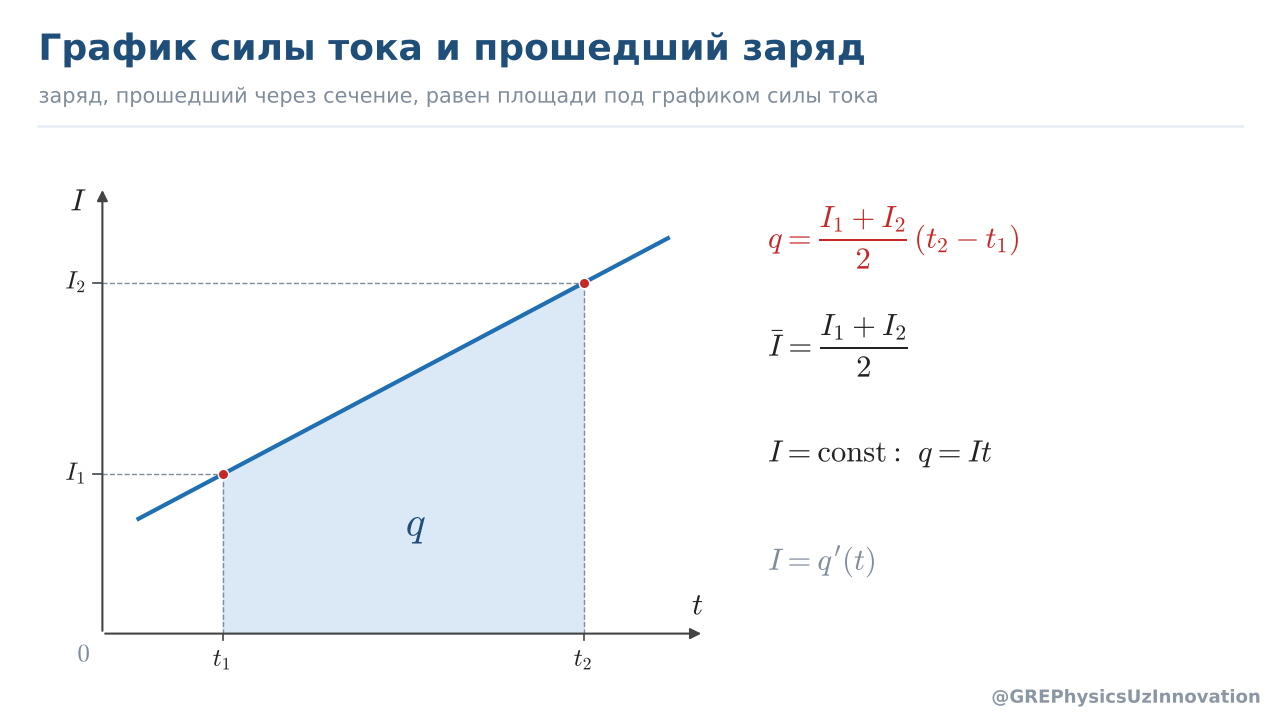 График силы тока и прошедший заряд
заряд, прошедший через сечение, равен площади под графиком силы тока
I
I₂
I₁
q
t
0
t₁
t₂
q = (I₁ + I₂)/2 (t₂ − t₁)
Ī = (I₁ + I₂)/2
I = const : q = It
I = q′(t)
@GREPhysicsUzInnovation